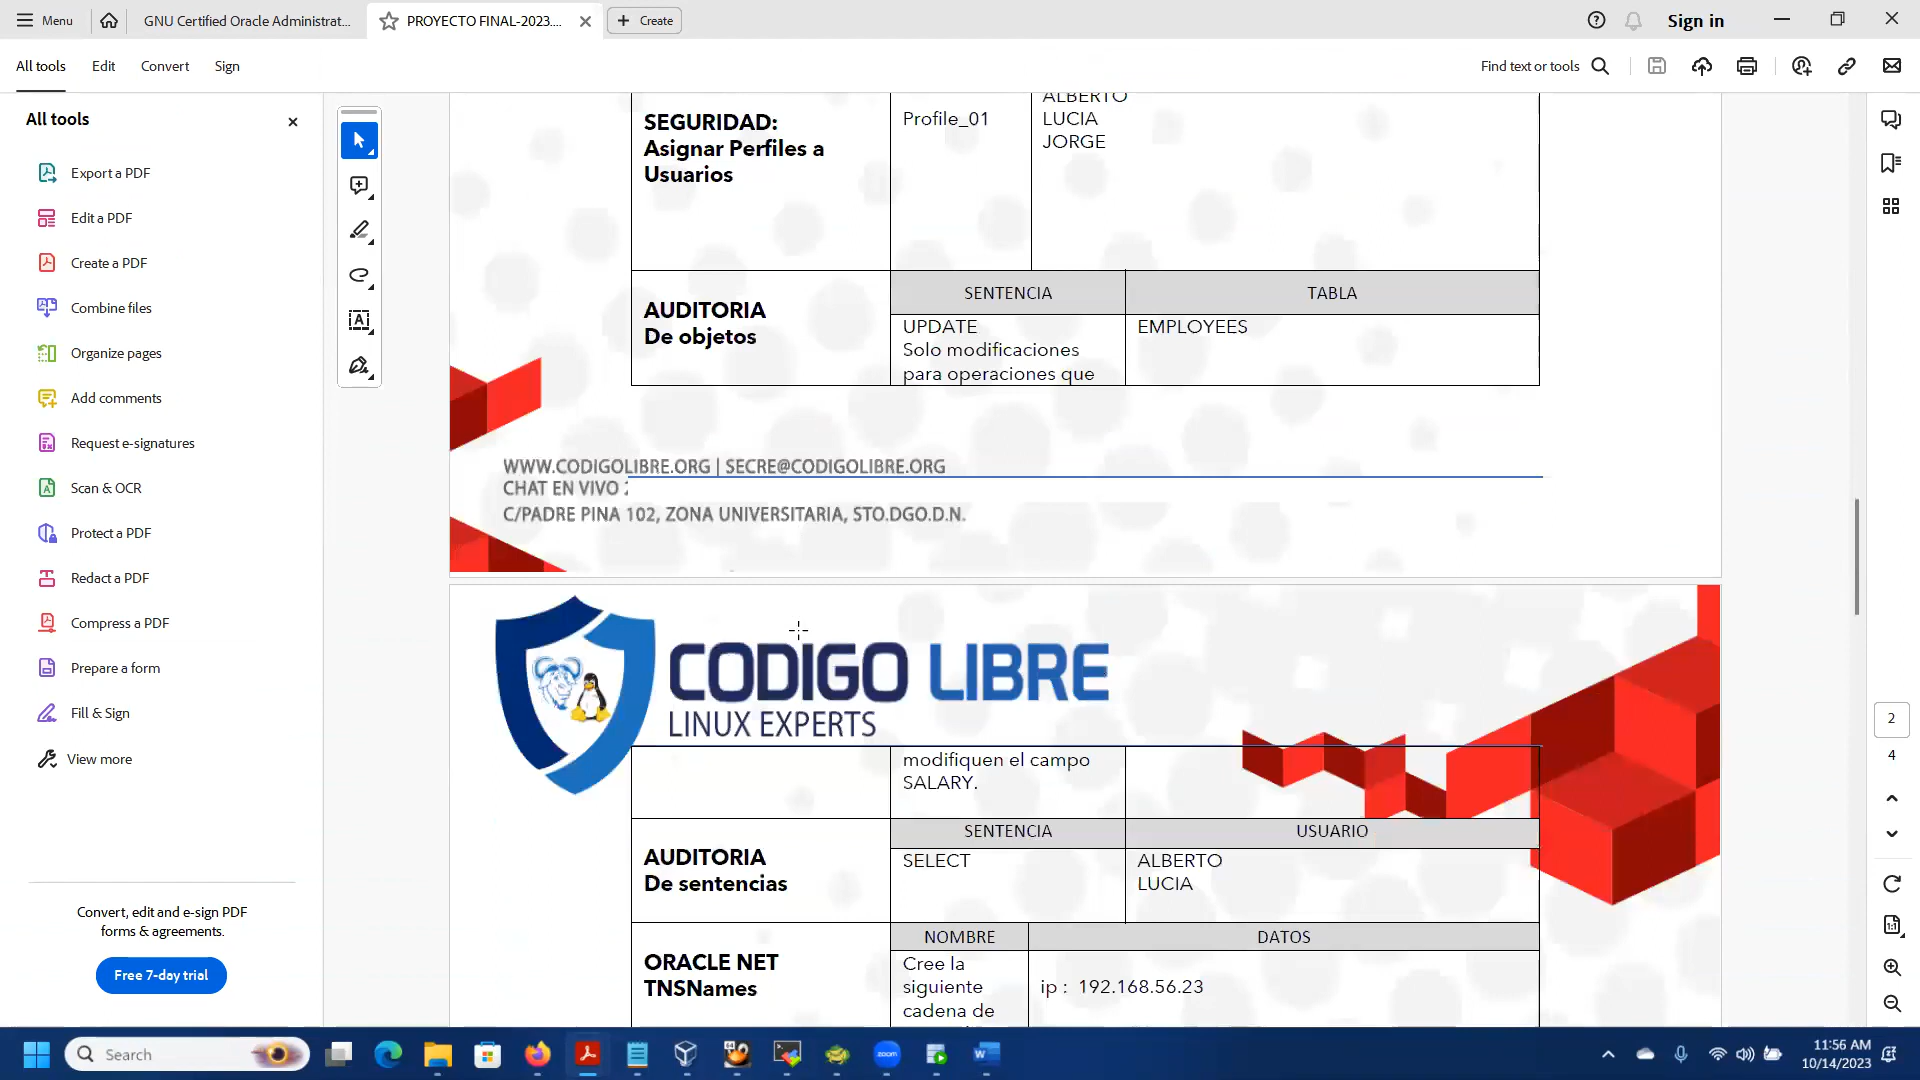 Menu
GNU Certified Oracle Administrat...
PROYECTO FINAL-2023....
Create
Sign in
All tools
Edit
Convert
Sign
Find text or tools
All tools
Export a PDF
Edit a PDF
Create a PDF
Combine files
Organize pages
Add comments
Request e-signatures
Scan & OCR
Protect a PDF
Redact a PDF
Compress a PDF
Prepare a form
Fill & Sign
View more
Convert, edit and e-sign PDF
forms & agreements.
Free 7-day trial
SEGURIDAD:
Asignar Perfiles a
Usuarios
Profile_01
ALBERTO
LUCIA
JORGE
AUDITORIA
De objetos
SENTENCIA
TABLA
UPDATE
Solo modificaciones
para operaciones que
EMPLOYEES
WWW.CODIGOLIBRE.ORG | SECRE@CODIGOLIBRE.ORG
CHAT EN VIVO
C/PADRE PINA 102, ZONA UNIVERSITARIA, STO.DGO.D.N.
CODIGO LIBRE
LINUX EXPERTS
modifiquen el campo
SALARY.
AUDITORIA
De sentencias
SENTENCIA
USUARIO
SELECT
ALBERTO
LUCIA
ORACLE NET
TNSNames
NOMBRE
DATOS
Cree la
siguiente
cadena de
ip : 192.168.56.23
2
4
Search
zoom
11:56 AM
10/14/2023